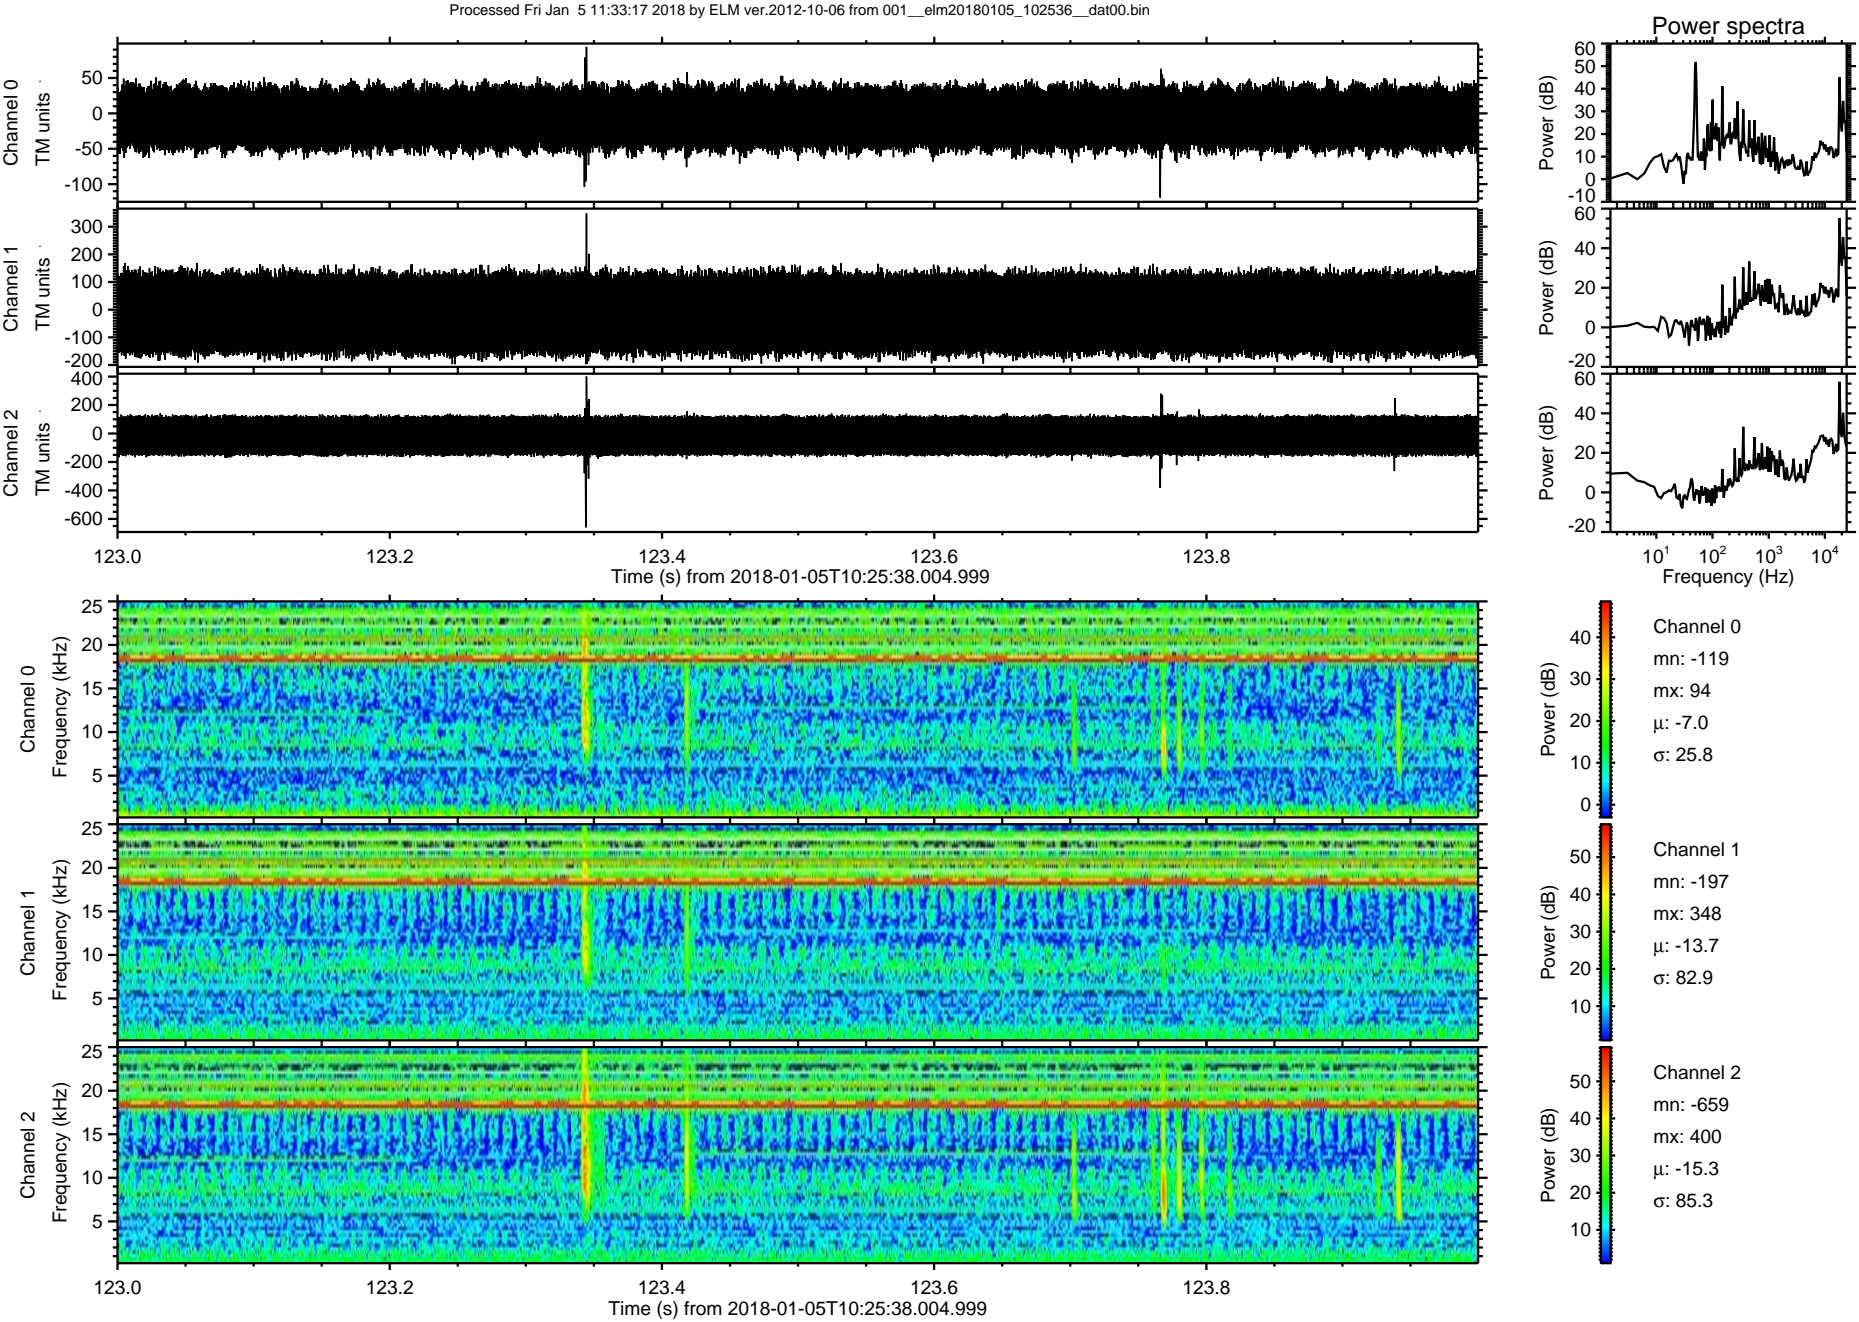 Processed Fri Jan  5 11:33:17 2018 by ELM ver.2012-10-06 from 001__elm20180105_102536__dat00.bin
Power spectra
Channel 0
TM units
50
0
-50
-100
Power (dB)
60
50
40
30
20
10
0
-10
Channel 1
TM units
300
200
100
0
-100
-200
Power (dB)
60
40
20
0
-20
Channel 2
TM units
400
200
0
-200
-400
-600
Power (dB)
60
40
20
0
-20
123.0 123.2 123.4 123.6 123.8
Time (s) from 2018-01-05T10:25:38.004.999
10^1 10^2 10^3 10^4
Frequency (Hz)
Channel 0
Frequency (kHz)
25
20
15
10
5
Power (dB)
40
30
20
10
0
Channel 0
mn: -119
mx: 94
μ: -7.0
σ: 25.8
Channel 1
Frequency (kHz)
25
20
15
10
5
Power (dB)
50
40
30
20
10
Channel 1
mn: -197
mx: 348
μ: -13.7
σ: 82.9
Channel 2
Frequency (kHz)
25
20
15
10
5
Power (dB)
50
40
30
20
10
Channel 2
mn: -659
mx: 400
μ: -15.3
σ: 85.3
123.0 123.2 123.4 123.6 123.8
Time (s) from 2018-01-05T10:25:38.004.999